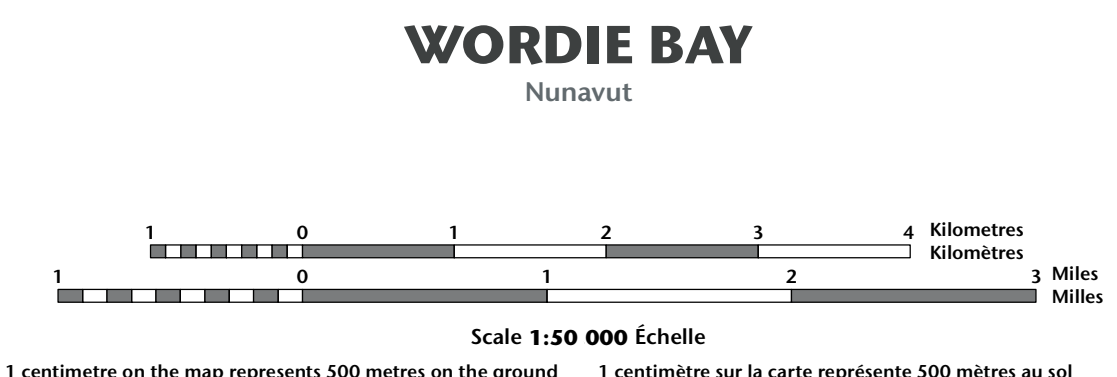 WORDIE BAY
Nunavut
1 0 1 2 3 4 Kilometres
Kilomètres
1 0 1 2 3 Miles
Milles
Scale 1:50 000 Échelle
1 centimetre on the map represents 500 metres on the ground 1 centimètre sur la carte représente 500 mètres au sol